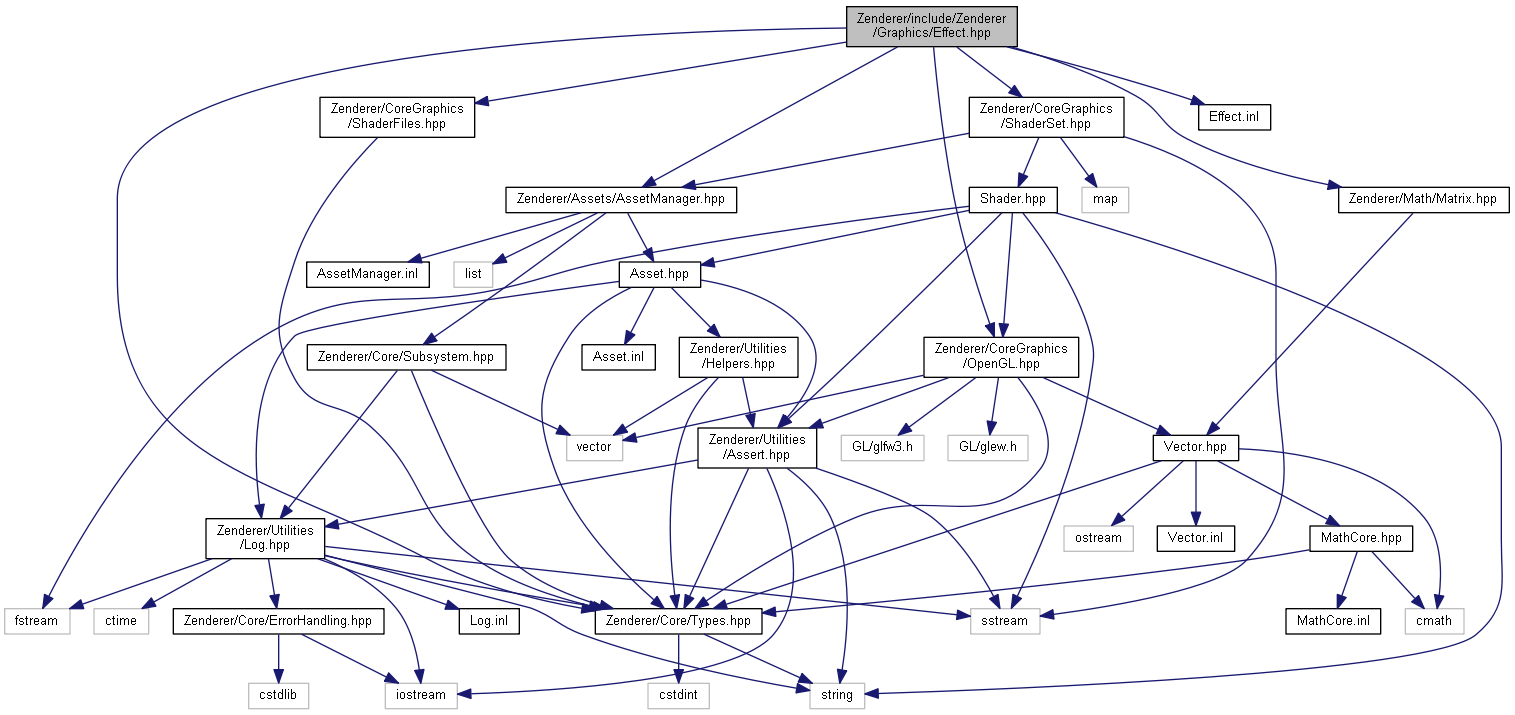 Zenderer/include/Zenderer
/Graphics/Effect.hpp
Zenderer/CoreGraphics
/ShaderFiles.hpp
Zenderer/CoreGraphics
/ShaderSet.hpp
Effect.inl
Zenderer/Assets/AssetManager.hpp
Shader.hpp
map
Zenderer/Math/Matrix.hpp
AssetManager.inl
list
Asset.hpp
Zenderer/Core/Subsystem.hpp
Asset.inl
Zenderer/Utilities
/Helpers.hpp
Zenderer/CoreGraphics
/OpenGL.hpp
vector
Zenderer/Utilities
/Assert.hpp
GL/glfw3.h
GL/glew.h
Vector.hpp
Zenderer/Utilities
/Log.hpp
ostream
Vector.inl
MathCore.hpp
fstream
ctime
Zenderer/Core/ErrorHandling.hpp
Log.inl
Zenderer/Core/Types.hpp
sstream
MathCore.inl
cmath
cstdlib
iostream
cstdint
string